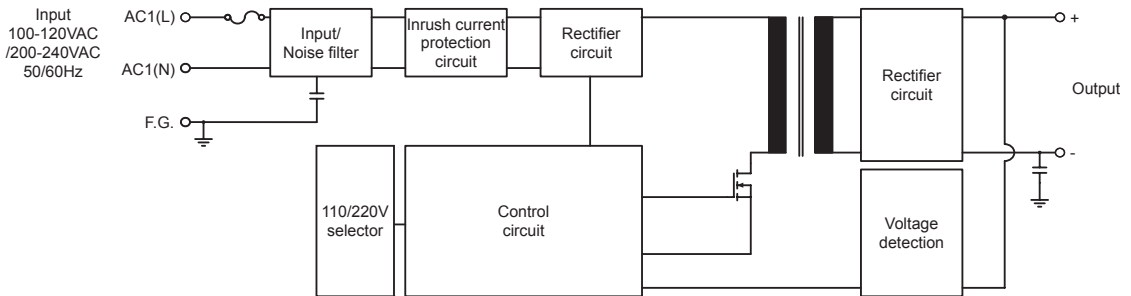 Input
100-120VAC
/200-240VAC
50/60Hz
AC1(L)
AC1(N)
F.G.
Input/
Noise filter
Inrush current
protection
circuit
Rectifier
circuit
Rectifier
circuit
+
Output
-
110/220V
selector
Control
circuit
Voltage
detection